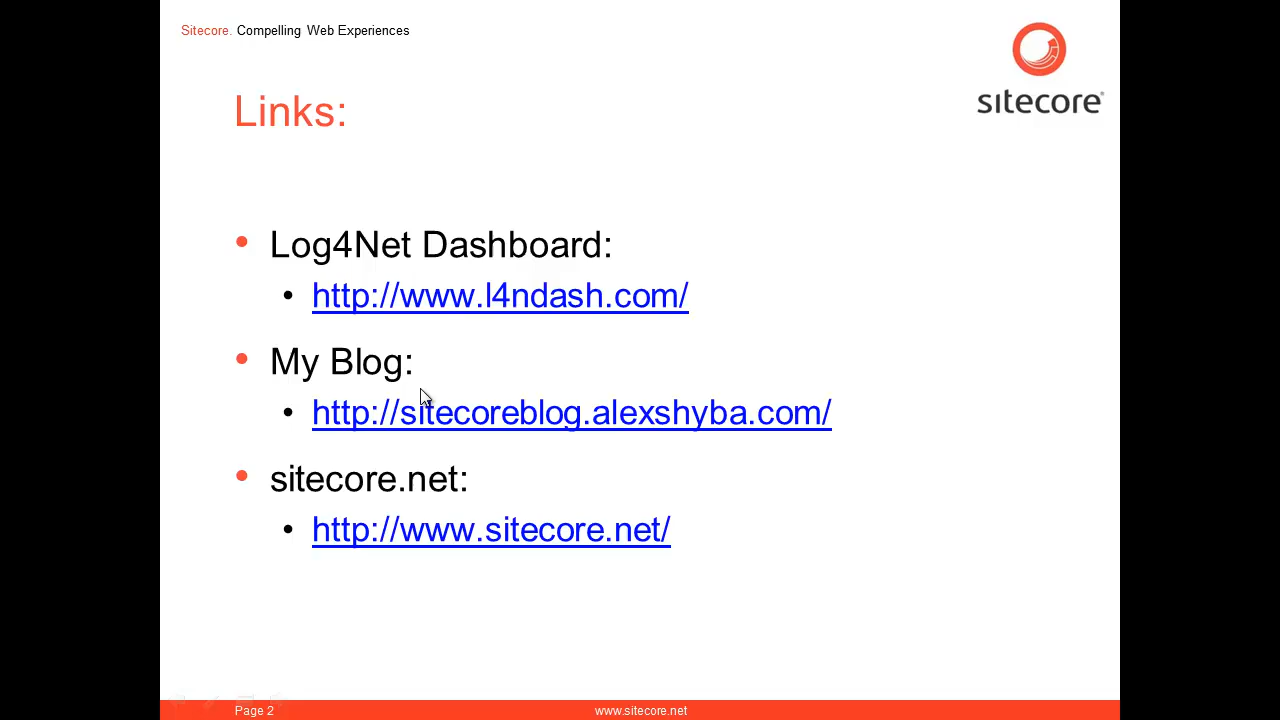 Sitecore. Compelling Web Experiences
sitecore®
Links:
• Log4Net Dashboard:
• http://www.l4ndash.com/
• My Blog:
• http://sitecoreblog.alexshyba.com/
• sitecore.net:
• http://www.sitecore.net/
Page 2
www.sitecore.net